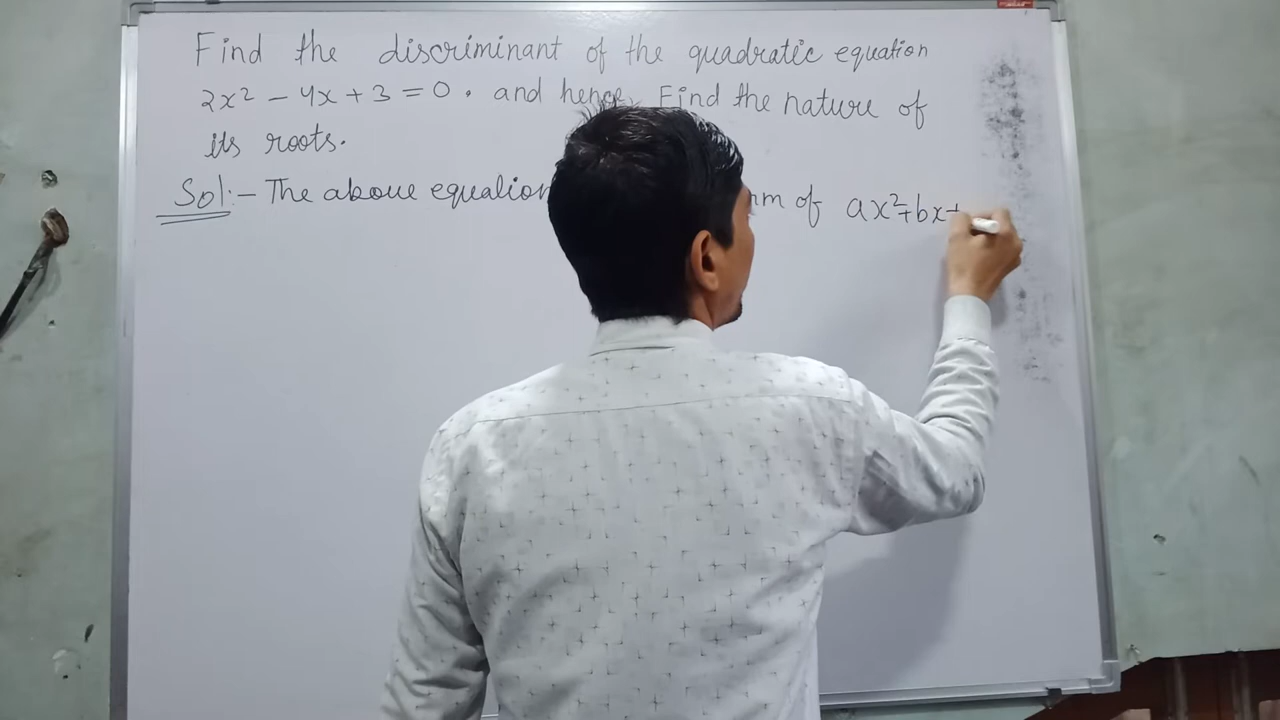 Find the discriminant of the quadratic equation
2x² - 4x + 3 = 0. and hence, Find the nature of
its roots.
Sol:- The above equation of ax²+bx+